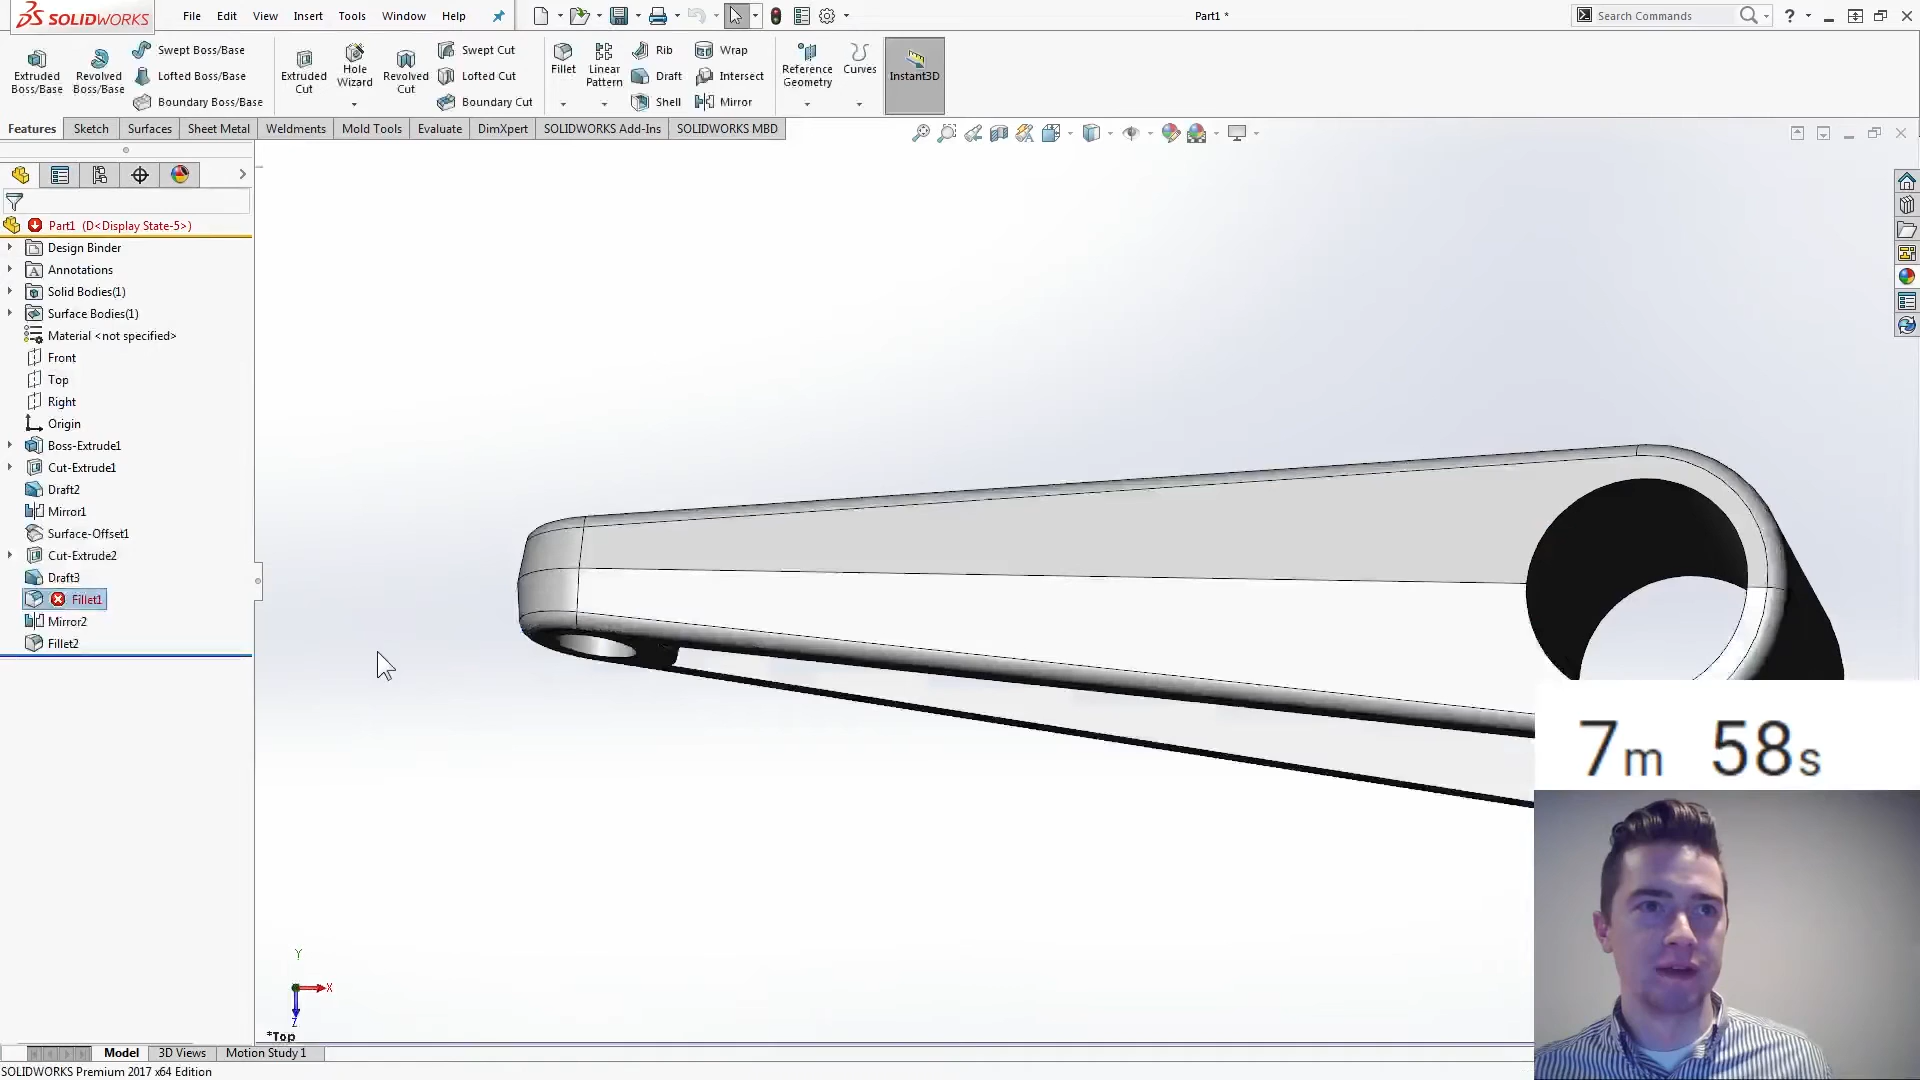 SOLIDWORKS
File
Edit
View
Insert
Tools
Window
Help
Part1 *
Search Commands
Extruded Boss/Base
Revolved Boss/Base
Swept Boss/Base
Lofted Boss/Base
Boundary Boss/Base
Extruded Cut
Hole Wizard
Revolved Cut
Swept Cut
Lofted Cut
Boundary Cut
Fillet
Linear Pattern
Rib
Draft
Shell
Wrap
Intersect
Mirror
Reference Geometry
Curves
Instant3D
Features
Sketch
Surfaces
Sheet Metal
Weldments
Mold Tools
Evaluate
DimXpert
SOLIDWORKS Add-Ins
SOLIDWORKS MBD
Part1 (D<Display State-5>)
Design Binder
Annotations
Solid Bodies(1)
Surface Bodies(1)
Material <not specified>
Front
Top
Right
Origin
Boss-Extrude1
Cut-Extrude1
Draft2
Mirror1
Surface-Offset1
Cut-Extrude2
Draft3
Fillet1
Mirror2
Fillet2
7m 58s
Y
X
Z
*Top
Model
3D Views
Motion Study 1
SOLIDWORKS Premium 2017 x64 Edition